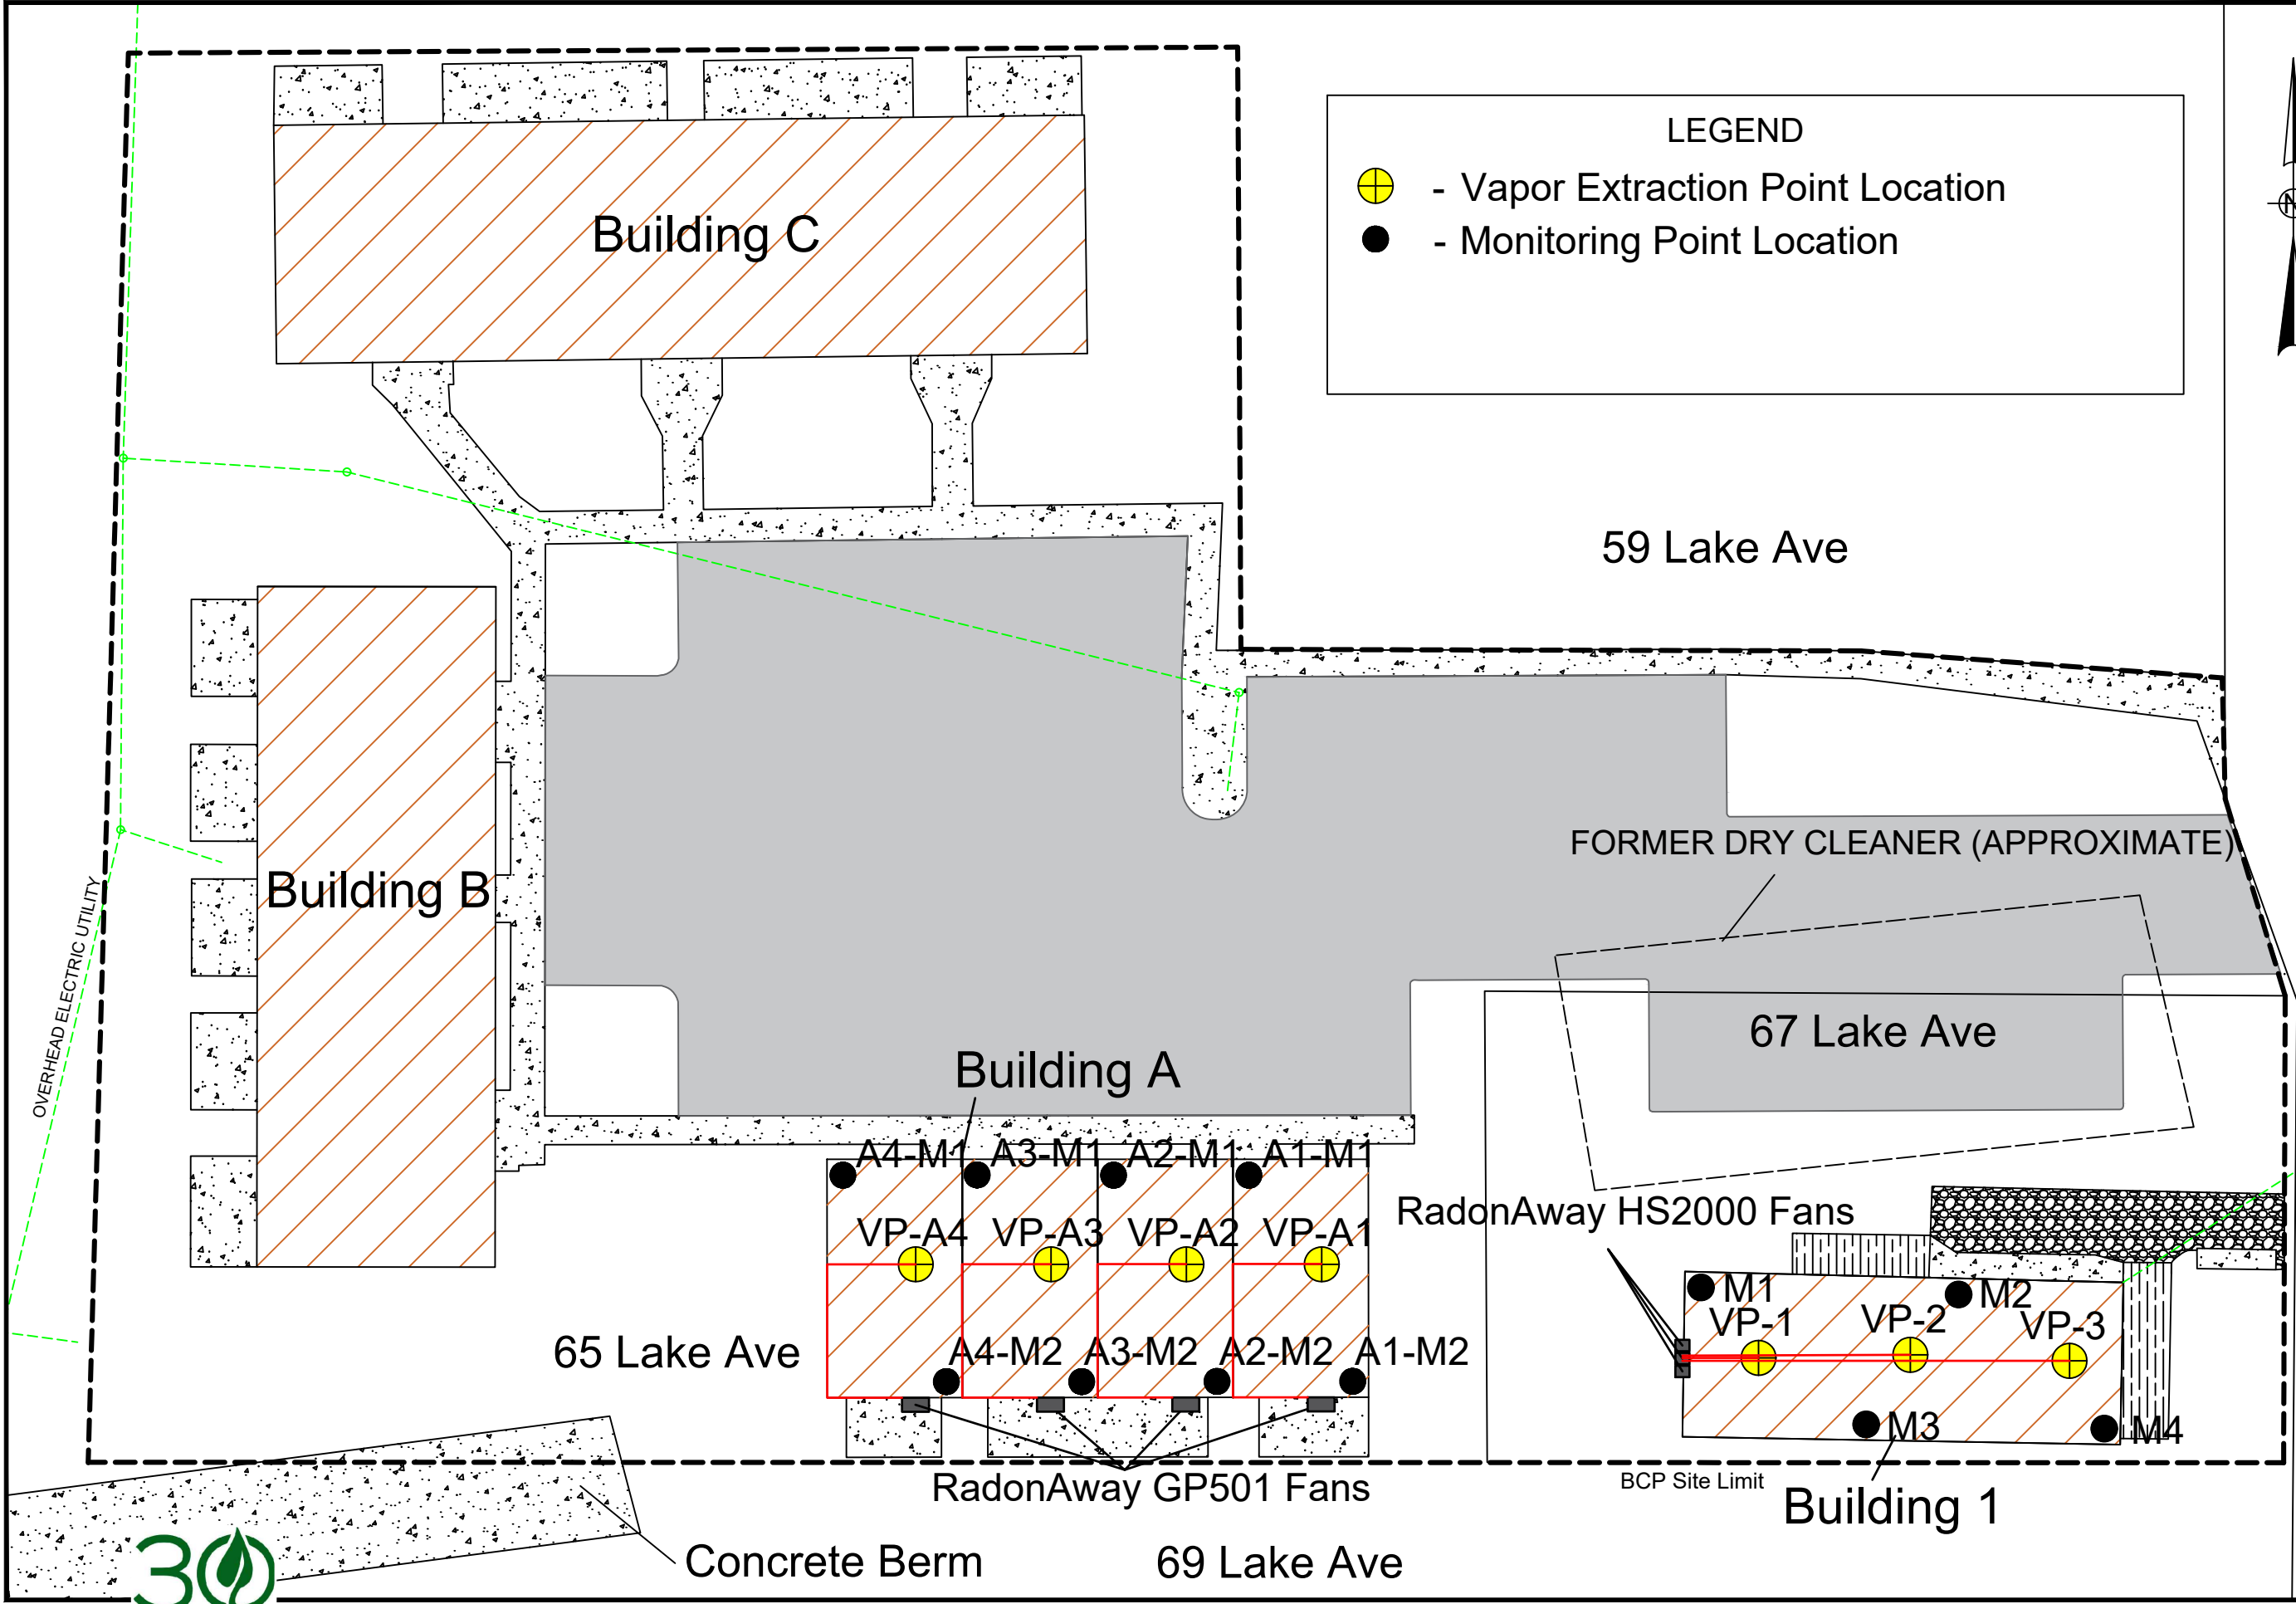 LEGEND
- Vapor Extraction Point Location
- Monitoring Point Location
N
Building C
59 Lake Ave
FORMER DRY CLEANER (APPROXIMATE)
Building B
OVERHEAD ELECTRIC UTILITY
67 Lake Ave
Building A
A4-M1
A3-M1
A2-M1
A1-M1
RadonAway HS2000 Fans
VP-A4
VP-A3
VP-A2
VP-A1
M1
M2
VP-1
VP-2
VP-3
65 Lake Ave
A4-M2
A3-M2
A2-M2
A1-M2
M3
M4
RadonAway GP501 Fans
BCP Site Limit
Building 1
Concrete Berm
69 Lake Ave
30